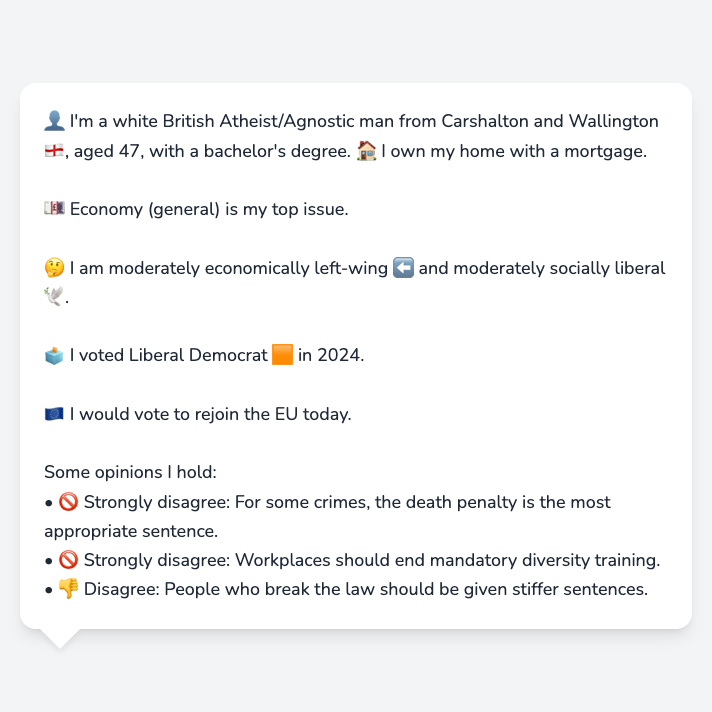 👤 I'm a white British Atheist/Agnostic man from Carshalton and Wallington
🏴󠁧󠁢󠁥󠁮󠁧󠁿, aged 47, with a bachelor's degree. 🏠 I own my home with a mortgage.
💷 Economy (general) is my top issue.
🤔 I am moderately economically left-wing ⬅️ and moderately socially liberal
🕊️.
🗳️ I voted Liberal Democrat 🟧 in 2024.
🇪🇺 I would vote to rejoin the EU today.
Some opinions I hold:
• 🚫 Strongly disagree: For some crimes, the death penalty is the most
appropriate sentence.
• 🚫 Strongly disagree: Workplaces should end mandatory diversity training.
• 👎 Disagree: People who break the law should be given stiffer sentences.